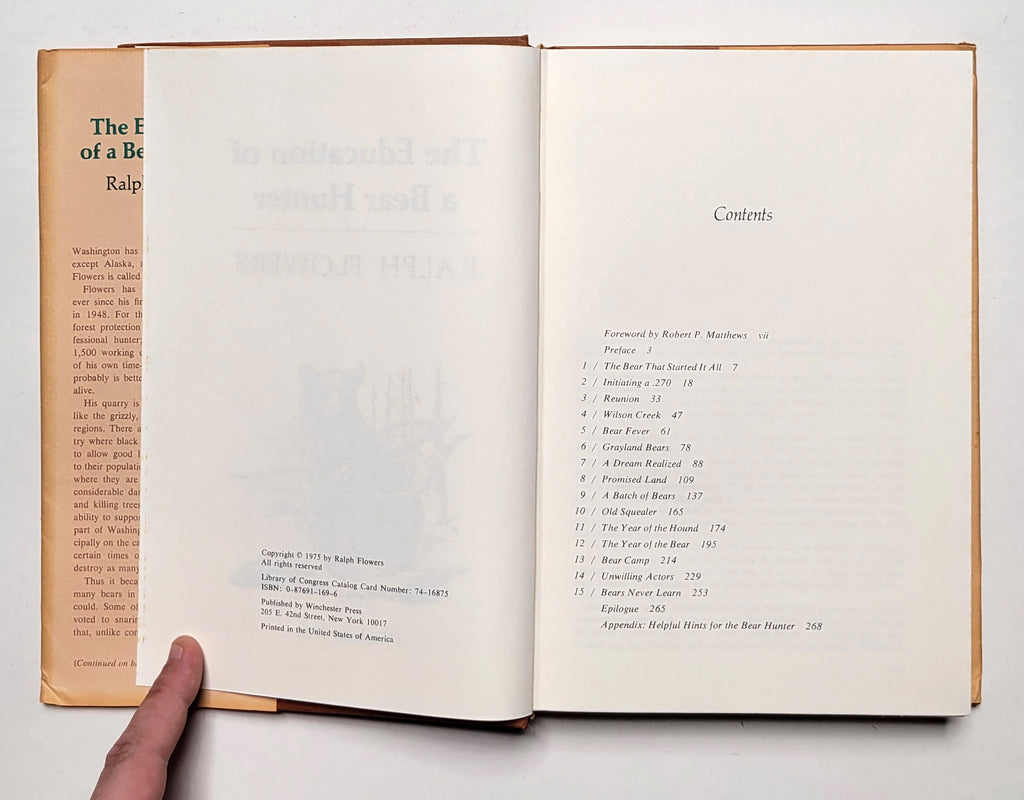 The E
of a Be
Ralph
Washington has
except Alaska,
Flowers is called
Flowers has
ever since his fir
in 1948. For th
forest protection
fessional hunter;
1,500 working
of his own time
probably is bette
alive.
His quarry is
like the grizzly,
regions. There a
try where black
to allow good
to their populati
where they are
considerable da
and killing trees
ability to suppo
part of Washing
cipally on the ca
certain times o
destroy as many
Thus it beca
many bears in
could. Some of
voted to snarin
that, unlike con
(Continued on b
The Education of
a Bear Hunter
RALPH FLOWERS
Copyright © 1975 by Ralph Flowers
All rights reserved
Library of Congress Catalog Card Number: 74-16875
ISBN: 0-87691-169-6
Published by Winchester Press
205 E. 42nd Street, New York 10017
Printed in the United States of America
Contents
Foreword by Robert P. Matthews vii
Preface 3
1 / The Bear That Started It All 7
2 / Initiating a .270 18
3 / Reunion 33
4 / Wilson Creek 47
5 / Bear Fever 61
6 / Grayland Bears 78
7 / A Dream Realized 88
8 / Promised Land 109
9 / A Batch of Bears 137
10 / Old Squealer 165
11 / The Year of the Hound 174
12 / The Year of the Bear 195
13 / Bear Camp 214
14 / Unwilling Actors 229
15 / Bears Never Learn 253
Epilogue 265
Appendix: Helpful Hints for the Bear Hunter 268